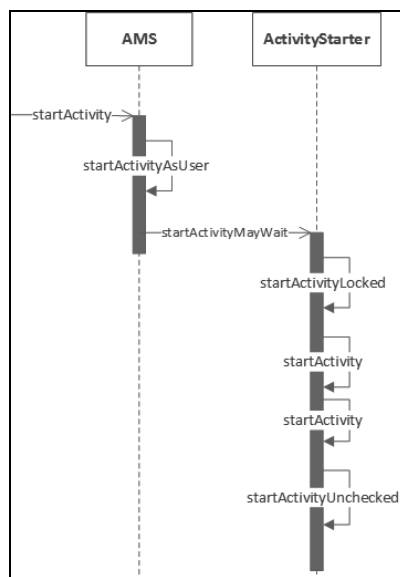 AMS
ActivityStarter
startActivity
startActivityAsUser
startActivityMayWait
startActivityLocked
startActivity
startActivity
startActivityUnchecked